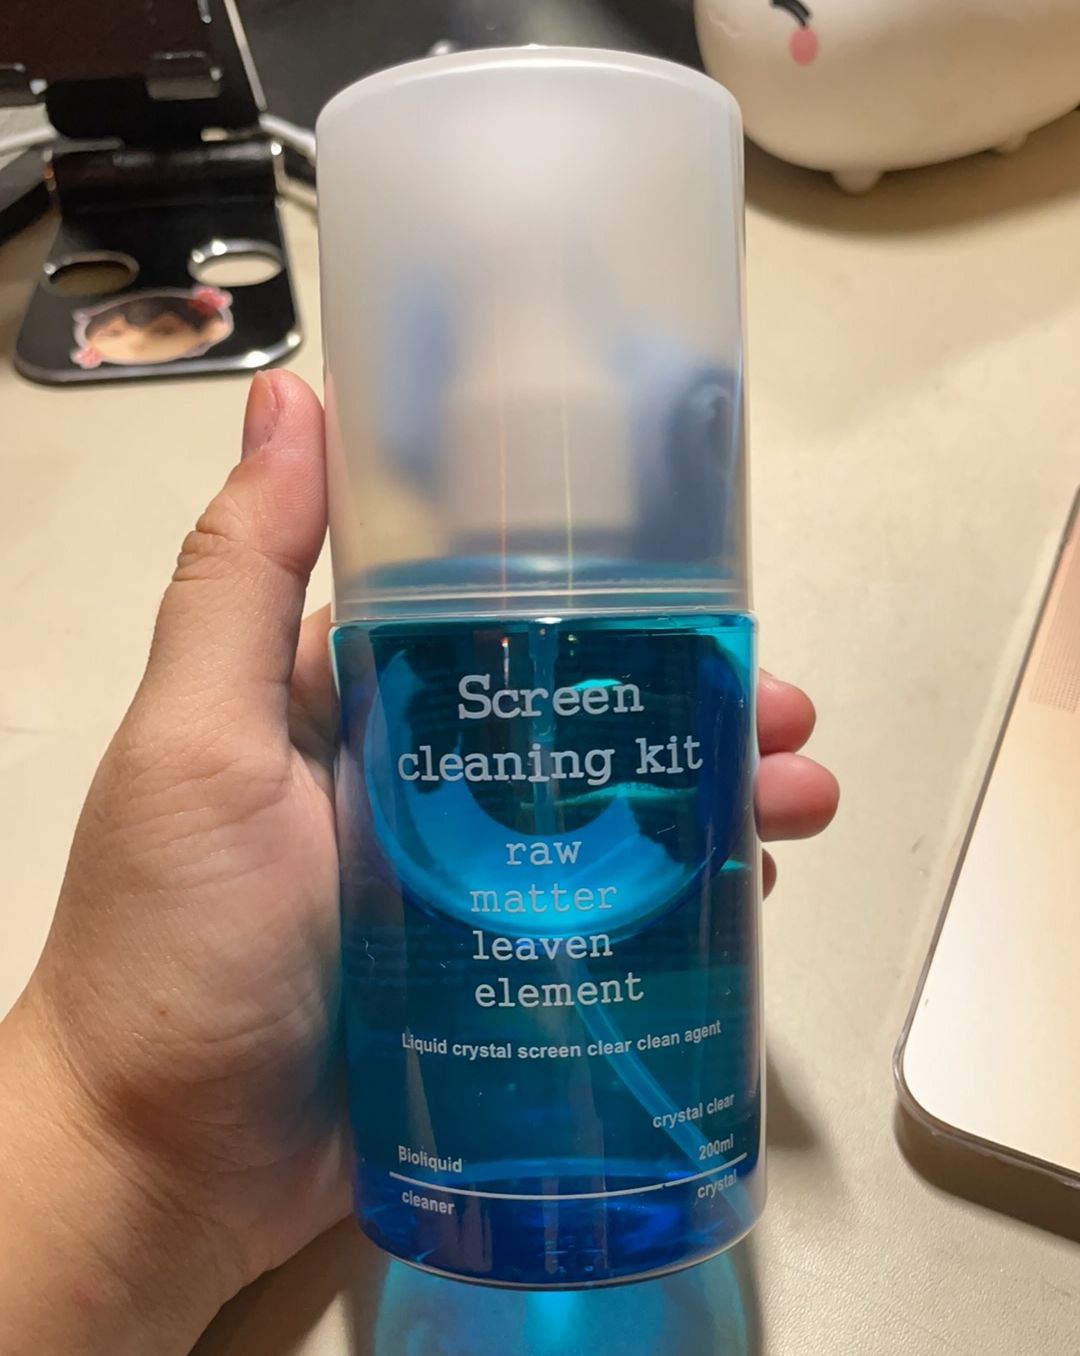 Screen
cleaning kit
raw
matter
leaven
element
Liquid crystal screen clear clean agent
crystal clear
Bioliquid 200ml
cleaner crystal